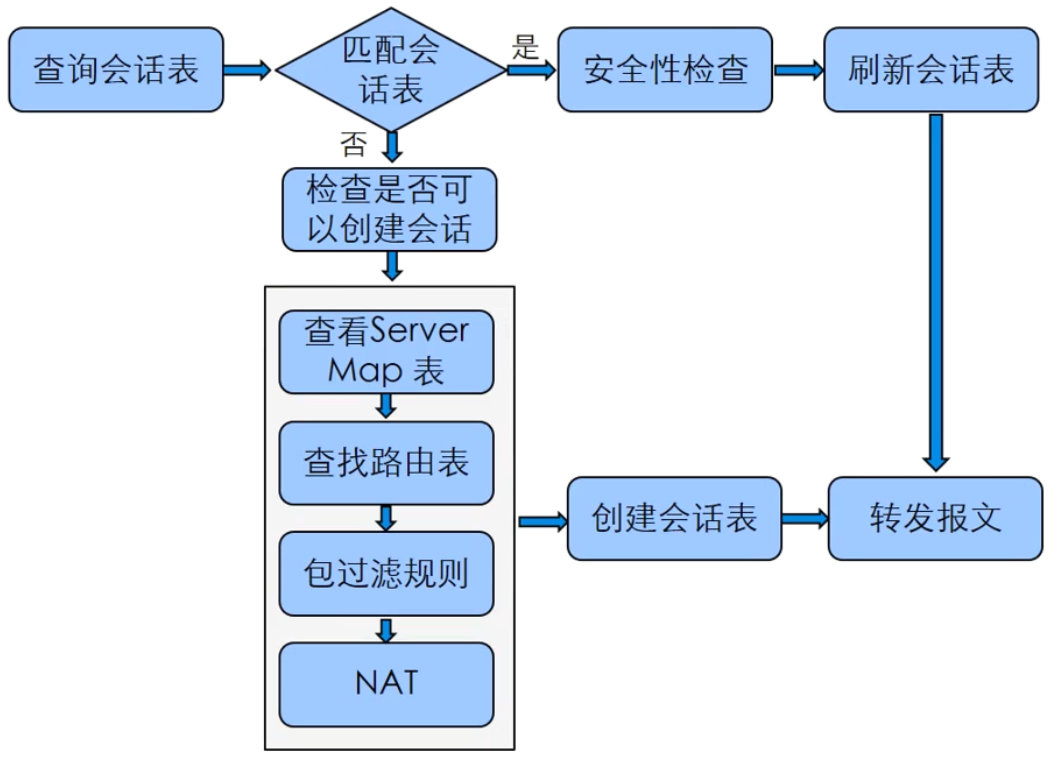 查询会话表
匹配会
话表
是
安全性检查
刷新会话表
否
检查是否可
以创建会话
查看Server
Map 表
查找路由表
包过滤规则
NAT
创建会话表
转发报文